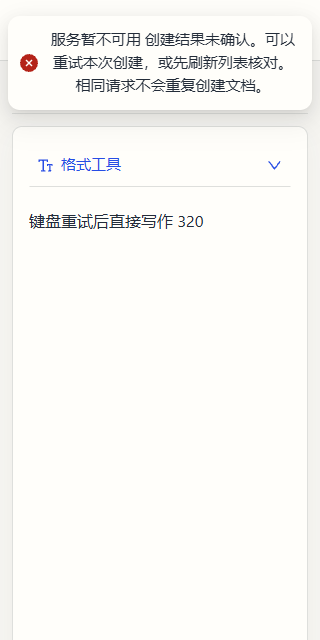 服务暂不可用 创建结果未确认。可以
重试本次创建，或先刷新列表核对。
相同请求不会重复创建文档。
格式工具
键盘重试后直接写作 320